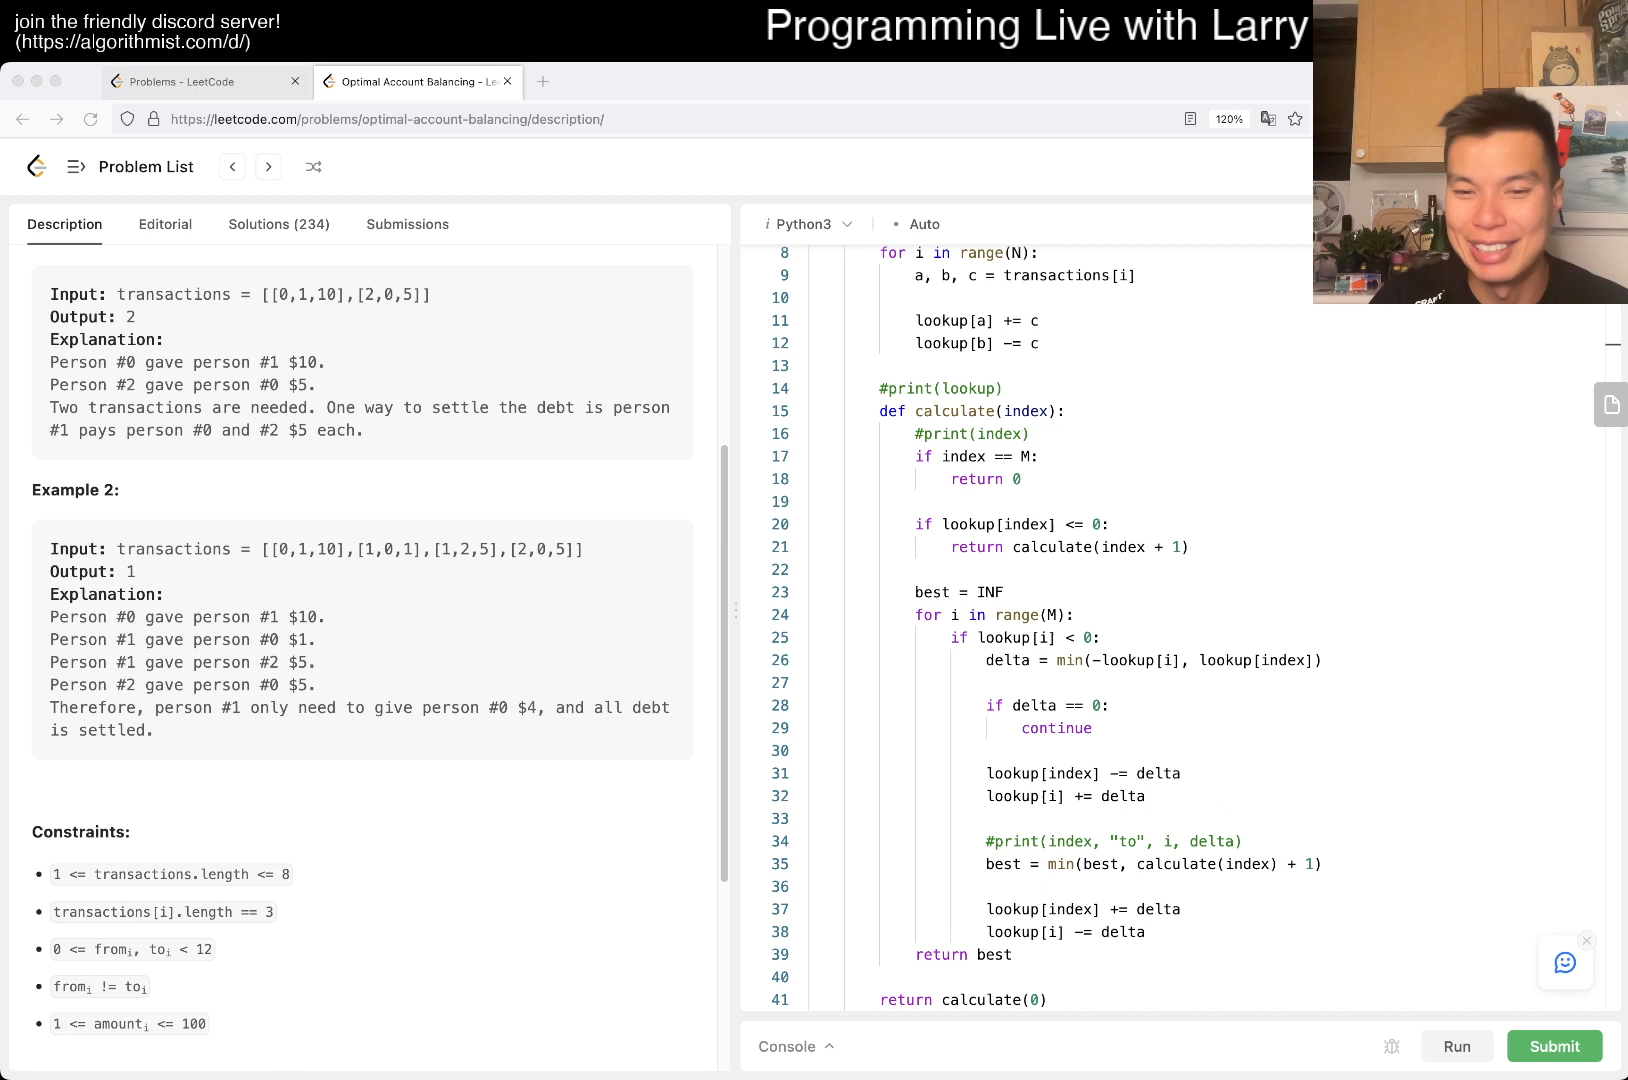 join the friendly discord server!
(https://algorithmist.com/d/)
Programming Live with Larry
Problems - LeetCode
Optimal Account Balancing - Le
https://leetcode.com/problems/optimal-account-balancing/description/
120%
Problem List
Description
Editorial
Solutions (234)
Submissions
Input: transactions = [[0,1,10],[2,0,5]]
Output: 2
Explanation:
Person #0 gave person #1 $10.
Person #2 gave person #0 $5.
Two transactions are needed. One way to settle the debt is person
#1 pays person #0 and #2 $5 each.
Example 2:
Input: transactions = [[0,1,10],[1,0,1],[1,2,5],[2,0,5]]
Output: 1
Explanation:
Person #0 gave person #1 $10.
Person #1 gave person #0 $1.
Person #1 gave person #2 $5.
Person #2 gave person #0 $5.
Therefore, person #1 only need to give person #0 $4, and all debt
is settled.
Constraints:
• 1 <= transactions.length <= 8
• transactions[i].length == 3
• 0 <= fromᵢ, toᵢ < 12
• fromᵢ != toᵢ
• 1 <= amountᵢ <= 100
i Python3
• Auto
8 for i in range(N):
9 a, b, c = transactions[i]
10
11 lookup[a] += c
12 lookup[b] -= c
13
14 #print(lookup)
15 def calculate(index):
16 #print(index)
17 if index == M:
18 return 0
19
20 if lookup[index] <= 0:
21 return calculate(index + 1)
22
23 best = INF
24 for i in range(M):
25 if lookup[i] < 0:
26 delta = min(-lookup[i], lookup[index])
27
28 if delta == 0:
29 continue
30
31 lookup[index] -= delta
32 lookup[i] += delta
33
34 #print(index, "to", i, delta)
35 best = min(best, calculate(index) + 1)
36
37 lookup[index] += delta
38 lookup[i] -= delta
39 return best
40
41 return calculate(0)
Console
Run
Submit